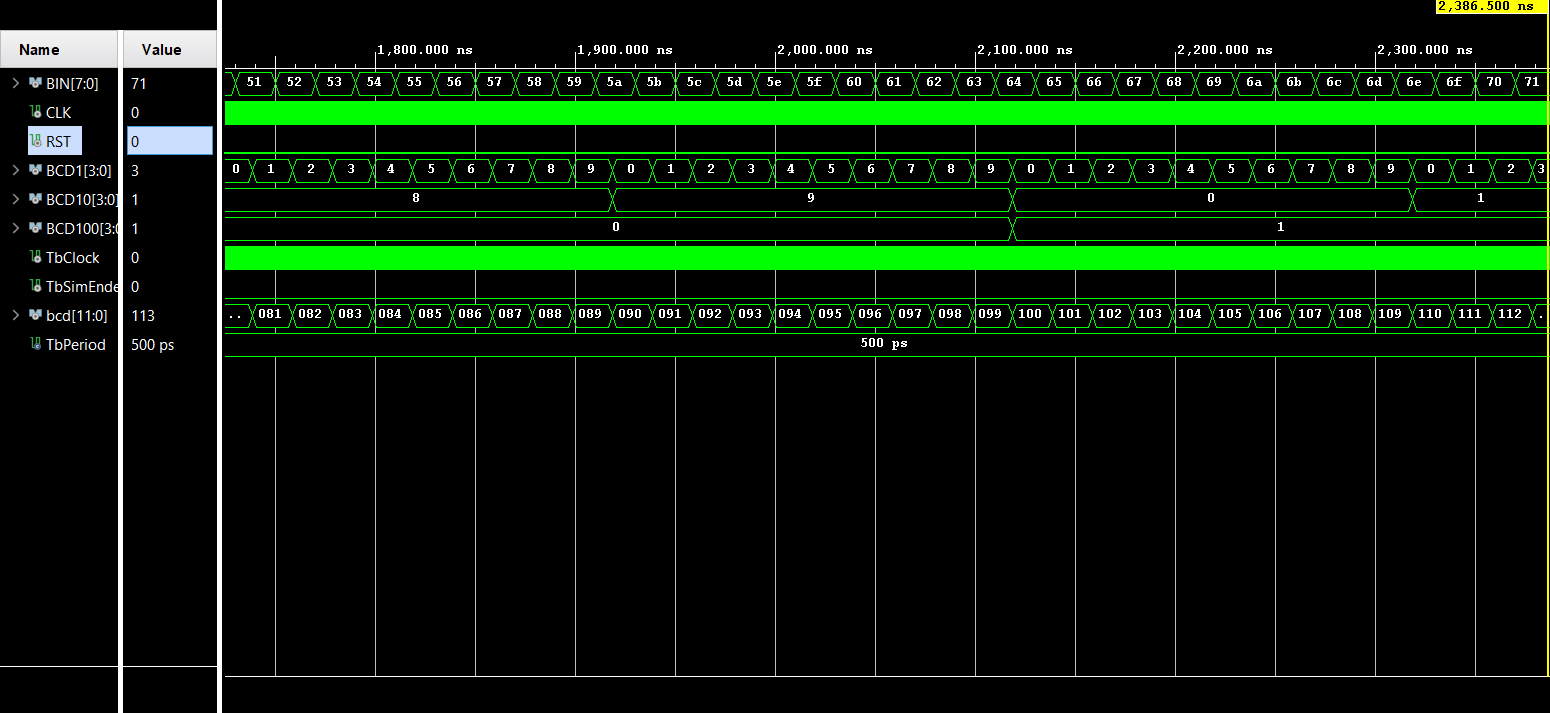 2,386.500 ns
Name Value
1,800.000 ns 1,900.000 ns 2,000.000 ns 2,100.000 ns 2,200.000 ns 2,300.000 ns
BIN[7:0] 71 51 52 53 54 55 56 57 58 59 5a 5b 5c 5d 5e 5f 60 61 62 63 64 65 66 67 68 69 6a 6b 6c 6d 6e 6f 70 71
CLK 0
RST 0
BCD1[3:0] 3 0 1 2 3 4 5 6 7 8 9 0 1 2 3 4 5 6 7 8 9 0 1 2 3 4 5 6 7 8 9 0 1 2 3
BCD10[3:0] 1 8 9 0 1
BCD100[3:0 1 0 1
TbClock 0
TbSimEnde 0
bcd[11:0] 113 .. 081 082 083 084 085 086 087 088 089 090 091 092 093 094 095 096 097 098 099 100 101 102 103 104 105 106 107 108 109 110 111 112 .
TbPeriod 500 ps 500 ps